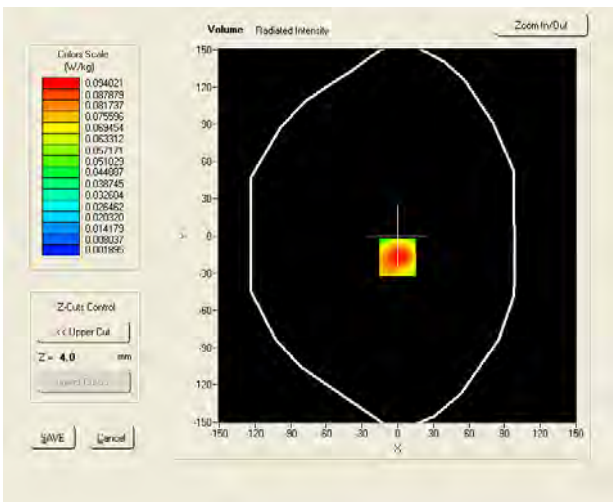 Volume Radiated Intensity
Zoom In/Out
Colors Scale
(W/kg)
0.094021
0.087879
0.081737
0.075596
0.069454
0.063312
0.057171
0.051029
0.044887
0.038745
0.032604
0.026462
0.020320
0.014179
0.008037
0.001895
150
120
90
60
30
0
-30
-60
-90
-120
-150
Y
-150 -120 -90 -60 -30 0 30 60 90 120 150
X
Z-Cuts Control
<< Upper Cut
Z = 4.0 mm
SAVE Cancel